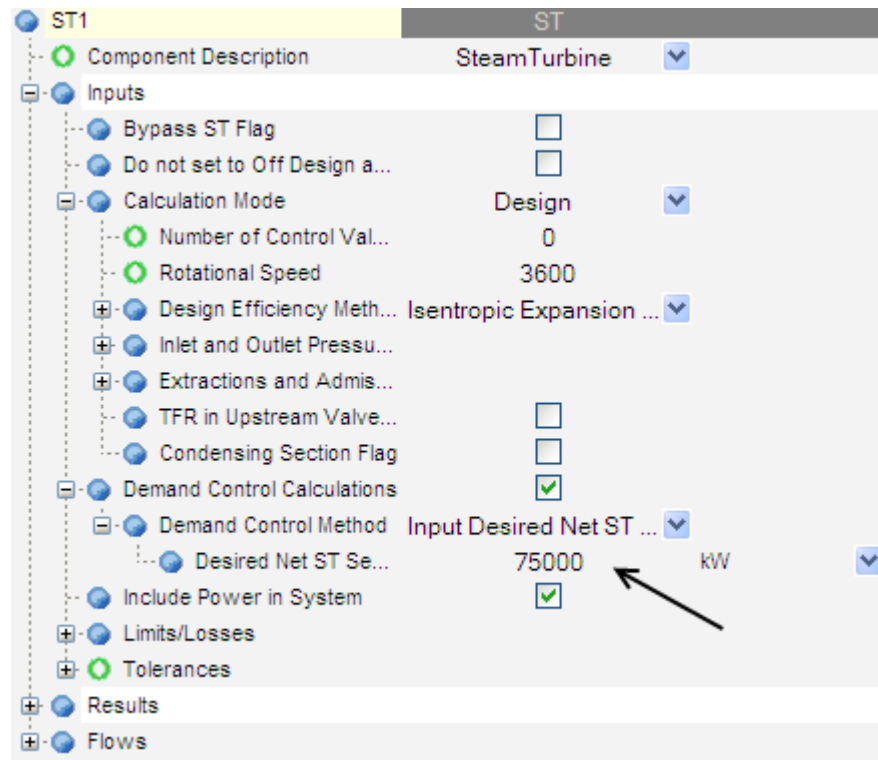 ST1 ST
Component Description SteamTurbine
Inputs
Bypass ST Flag
Do not set to Off Design a...
Calculation Mode Design
Number of Control Val... 0
Rotational Speed 3600
Design Efficiency Meth... Isentropic Expansion ...
Inlet and Outlet Pressu...
Extractions and Admis...
TFR in Upstream Valve...
Condensing Section Flag
Demand Control Calculations
Demand Control Method Input Desired Net ST ...
Desired Net ST Se... 75000 kW
Include Power in System
Limits/Losses
Tolerances
Results
Flows